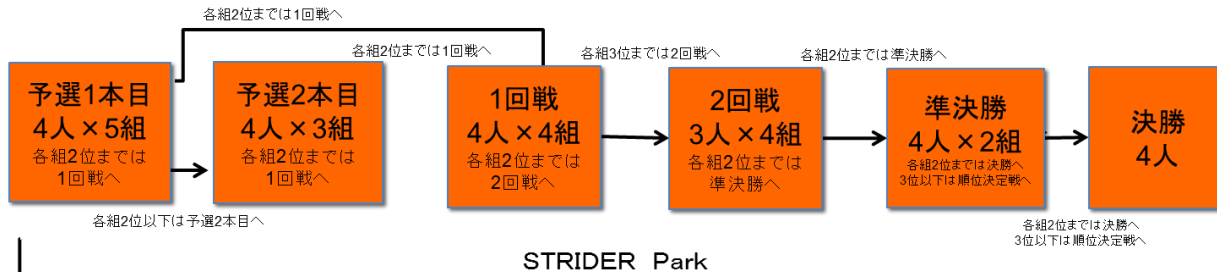 各組2位までは1回戦へ
各組2位までは1回戦へ
各組3位までは2回戦へ
各組2位までは準決勝へ
予選1本目
4人×5組
各組2位までは
1回戦へ
予選2本目
4人×3組
各組2位までは
1回戦へ
1回戦
4人×4組
各組2位までは
2回戦へ
2回戦
3人×4組
各組2位までは
準決勝へ
準決勝
4人×2組
各組2位までは決勝へ
3位以下は順位決定戦へ
決勝
4人
各組2位以下は予選2本目へ
各組2位までは決勝へ
3位以下は順位決定戦へ
STRIDER Park